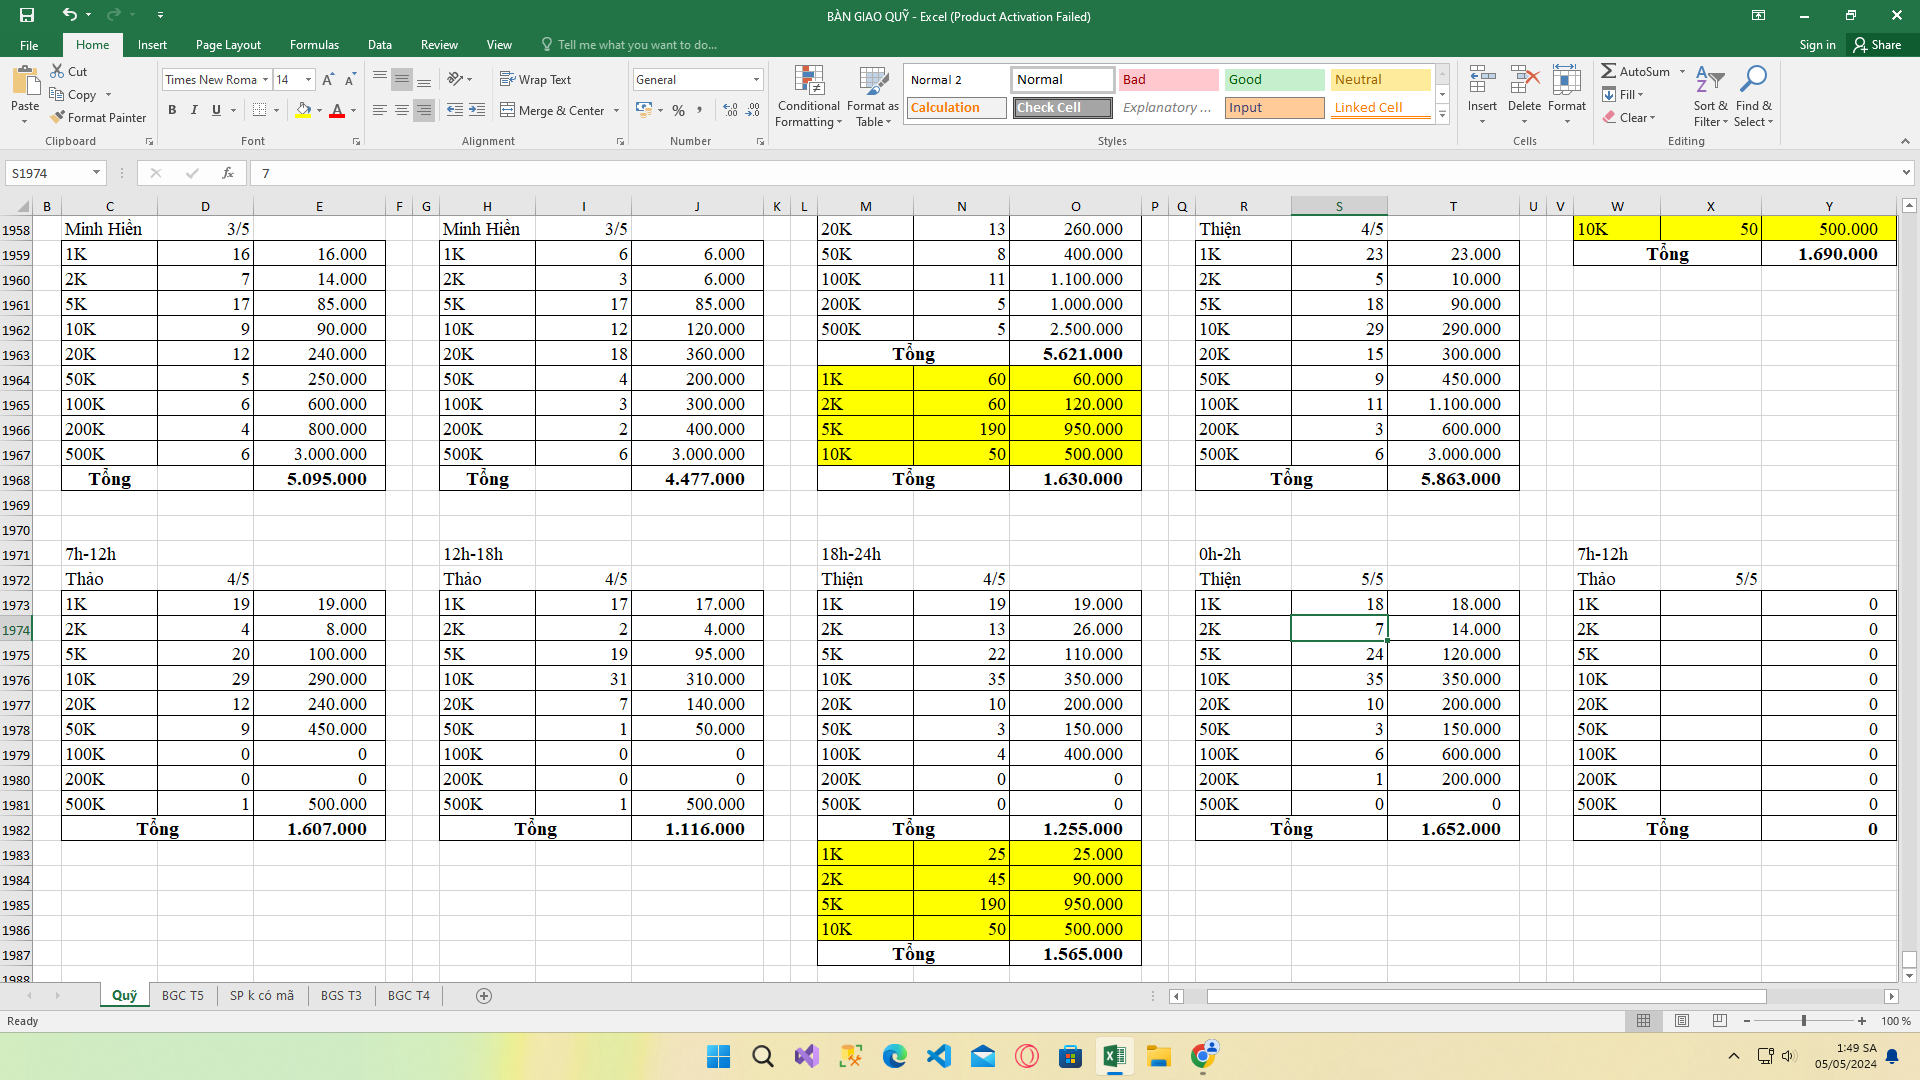 BÀN GIAO QUỸ - Excel (Product Activation Failed)
File Home Insert Page Layout Formulas Data Review View Tell me what you want to do... Sign in Share
Paste Cut Copy Format Painter Clipboard
Times New Roma 14 B I U Font
Wrap Text Merge & Center Alignment
General % Number
Conditional Formatting Format as Table
Normal 2 Normal Bad Good Neutral
Calculation Check Cell Explanatory ... Input Linked Cell
Styles
Insert Delete Format Cells
AutoSum Fill Clear Sort & Filter Find & Select Editing
S1974 fx 7
B C D E F G H I J K L M N O P Q R S T U V W X Y
1958 Minh Hiền 3/5 Minh Hiền 3/5 20K 13 260.000 Thiện 4/5 10K 50 500.000
1959 1K 16 16.000 1K 6 6.000 50K 8 400.000 1K 23 23.000 Tổng 1.690.000
1960 2K 7 14.000 2K 3 6.000 100K 11 1.100.000 2K 5 10.000
1961 5K 17 85.000 5K 17 85.000 200K 5 1.000.000 5K 18 90.000
1962 10K 9 90.000 10K 12 120.000 500K 5 2.500.000 10K 29 290.000
1963 20K 12 240.000 20K 18 360.000 Tổng 5.621.000 20K 15 300.000
1964 50K 5 250.000 50K 4 200.000 1K 60 60.000 50K 9 450.000
1965 100K 6 600.000 100K 3 300.000 2K 60 120.000 100K 11 1.100.000
1966 200K 4 800.000 200K 2 400.000 5K 190 950.000 200K 3 600.000
1967 500K 6 3.000.000 500K 6 3.000.000 10K 50 500.000 500K 6 3.000.000
1968 Tổng 5.095.000 Tổng 4.477.000 Tổng 1.630.000 Tổng 5.863.000
1969
1970
1971 7h-12h 12h-18h 18h-24h 0h-2h 7h-12h
1972 Thảo 4/5 Thảo 4/5 Thiện 4/5 Thiện 5/5 Thảo 5/5
1973 1K 19 19.000 1K 17 17.000 1K 19 19.000 1K 18 18.000 1K 0
1974 2K 4 8.000 2K 2 4.000 2K 13 26.000 2K 7 14.000 2K 0
1975 5K 20 100.000 5K 19 95.000 5K 22 110.000 5K 24 120.000 5K 0
1976 10K 29 290.000 10K 31 310.000 10K 35 350.000 10K 35 350.000 10K 0
1977 20K 12 240.000 20K 7 140.000 20K 10 200.000 20K 10 200.000 20K 0
1978 50K 9 450.000 50K 1 50.000 50K 3 150.000 50K 3 150.000 50K 0
1979 100K 0 0 100K 0 0 100K 4 400.000 100K 6 600.000 100K 0
1980 200K 0 0 200K 0 0 200K 0 0 200K 1 200.000 200K 0
1981 500K 1 500.000 500K 1 500.000 500K 0 0 500K 0 0 500K 0
1982 Tổng 1.607.000 Tổng 1.116.000 Tổng 1.255.000 Tổng 1.652.000 Tổng 0
1983 1K 25 25.000
1984 2K 45 90.000
1985 5K 190 950.000
1986 10K 50 500.000
1987 Tổng 1.565.000
1988
Quỹ BGC T5 SP k có mã BGS T3 BGC T4
Ready 100 %
1:49 SA
05/05/2024